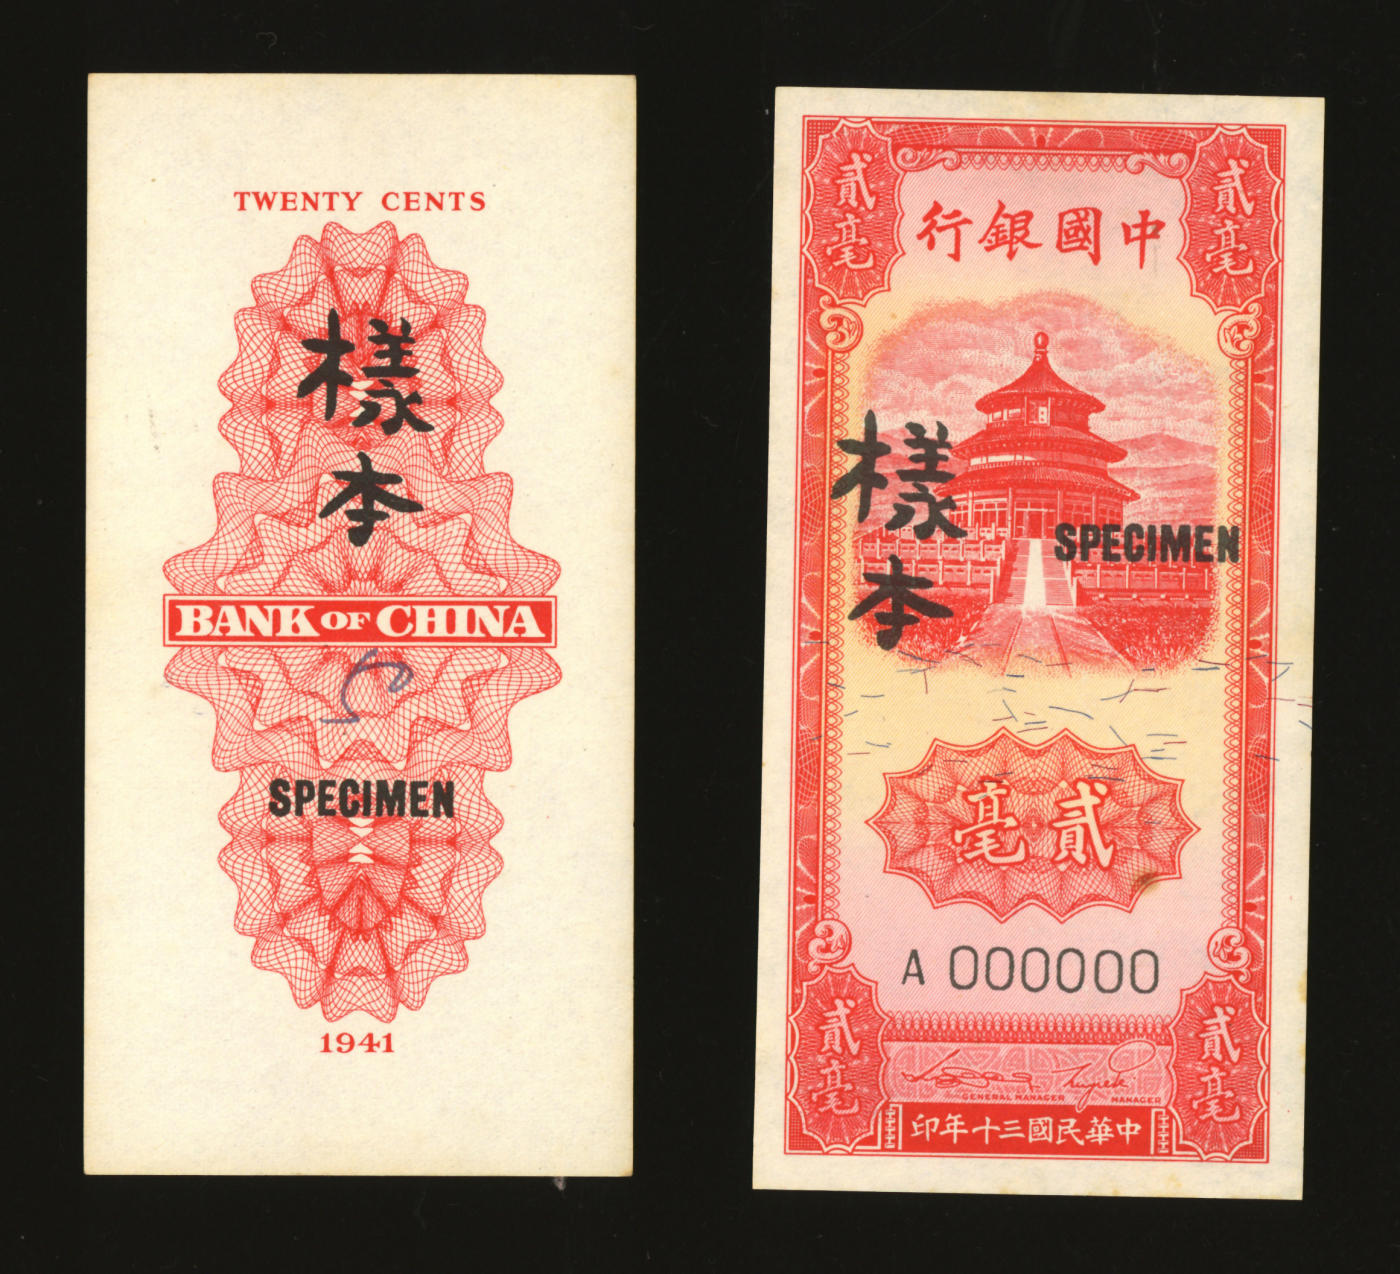 TWENTY CENTS
樣本
BANK OF CHINA
SPECIMEN
1941
貳毫
貳毫
中國銀行
樣本
SPECIMEN
貳毫
A 000000
貳毫
貳毫
GENERAL MANAGER
MANAGER
中華民國三十年印